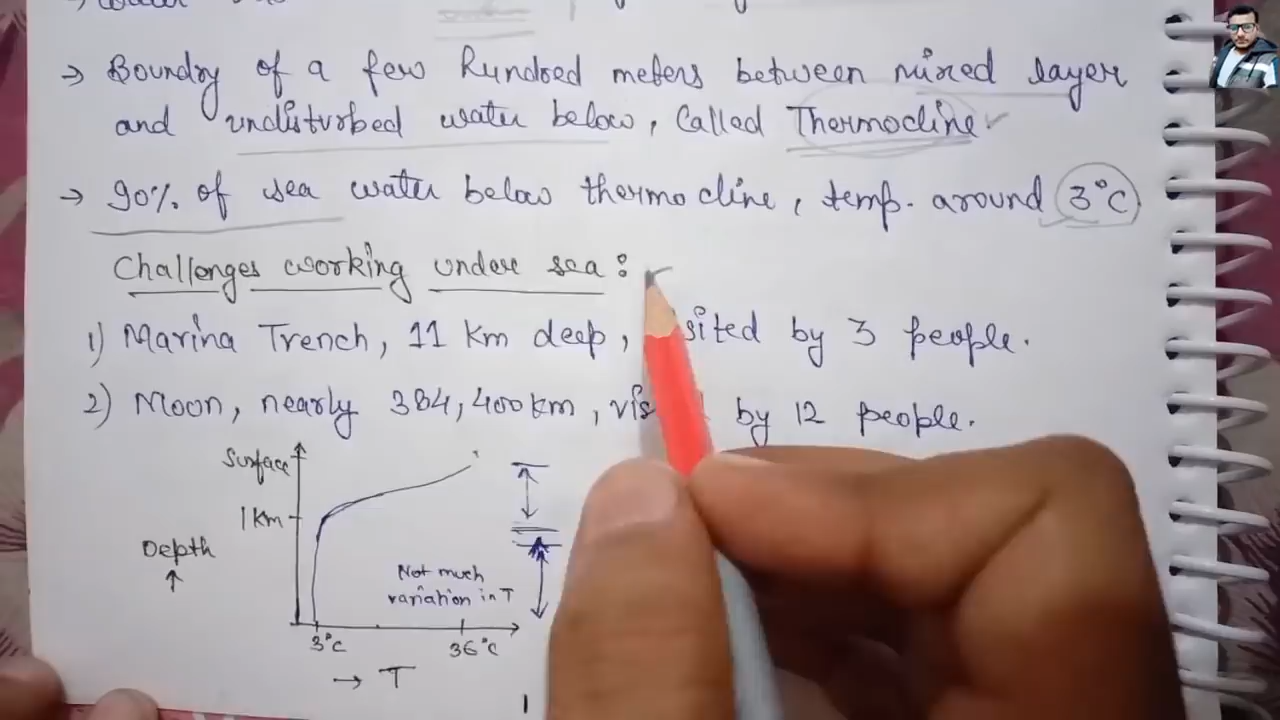 → Boundry of a few hundred meters between mixed layer
and undisturbed water below, Called Thermocline
→ 90% of sea water below thermocline, temp. around 3°C
Challenges working under sea :
1) Marina Trench, 11 Km deep, by 3 people.
2) Moon, nearly 384,400 km, by 12 people.
Surface
1 Km
Depth
↑
Not much
variation in T
3°C
36°C
→ T